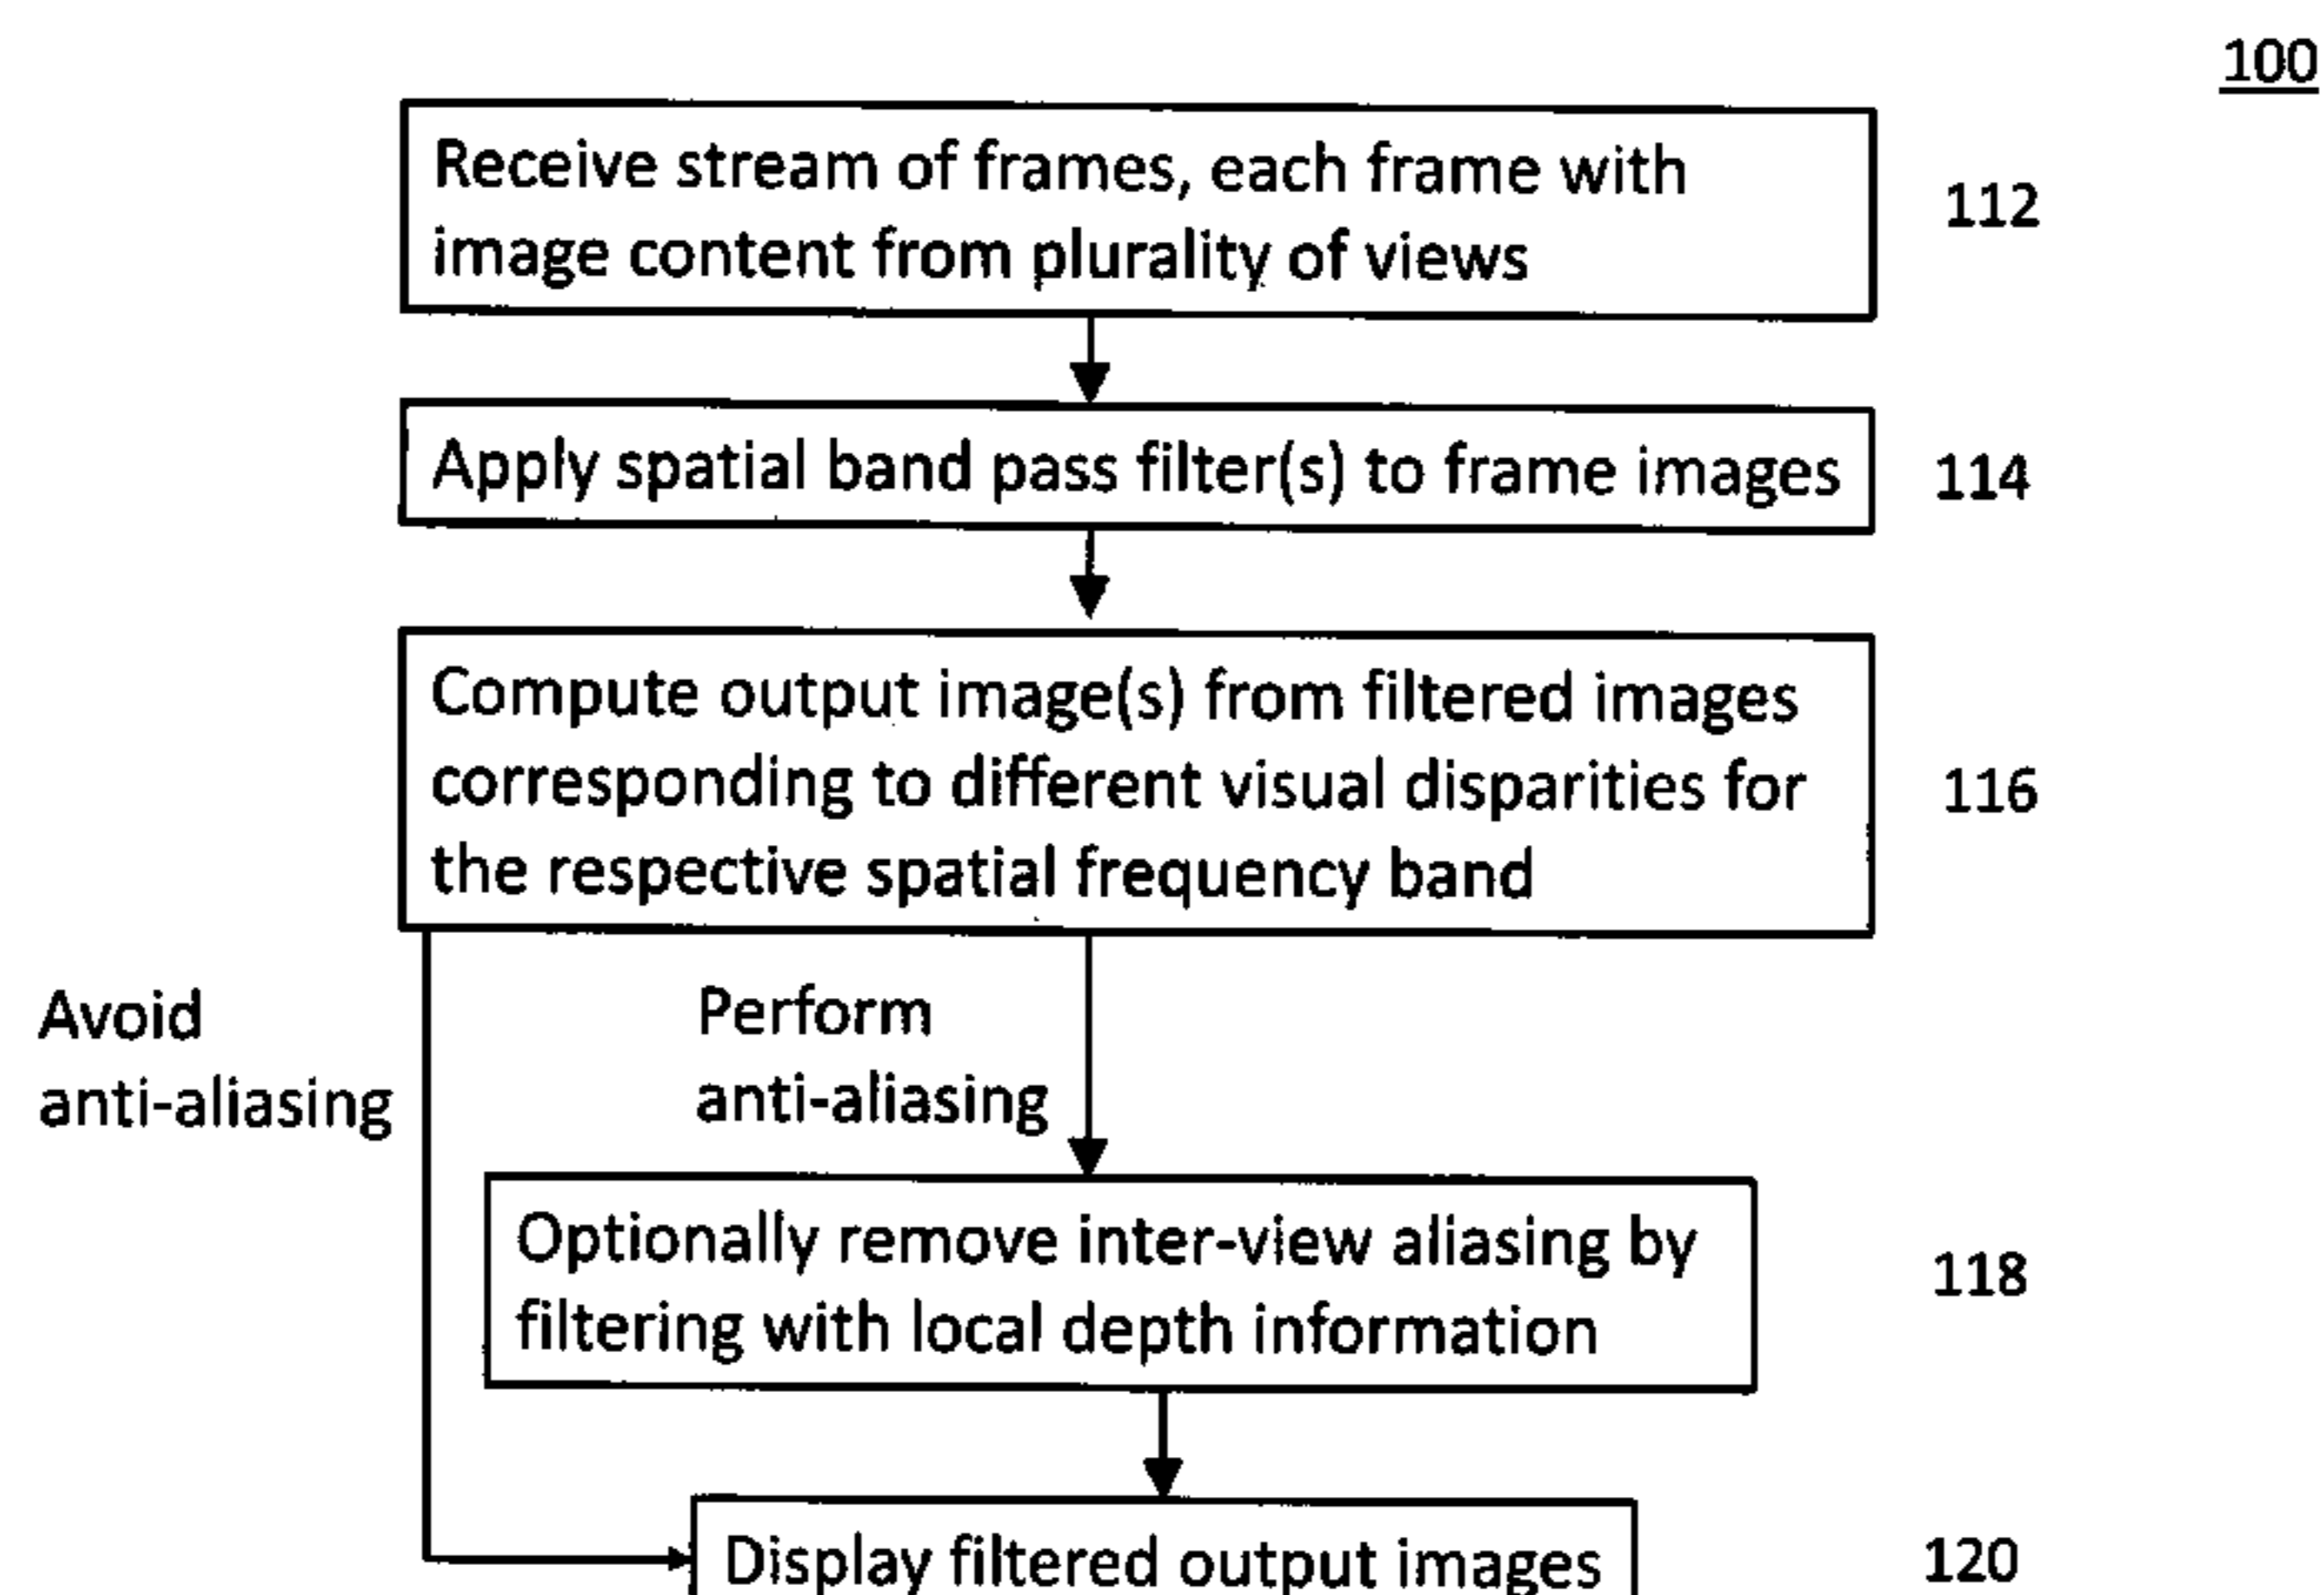 100
Receive stream of frames, each frame with
image content from plurality of views
112
Apply spatial band pass filter(s) to frame images
114
Compute output image(s) from filtered images
corresponding to different visual disparities for
the respective spatial frequency band
116
Avoid
anti-aliasing
Perform
anti-aliasing
Optionally remove inter-view aliasing by
filtering with local depth information
118
Display filtered output images
120